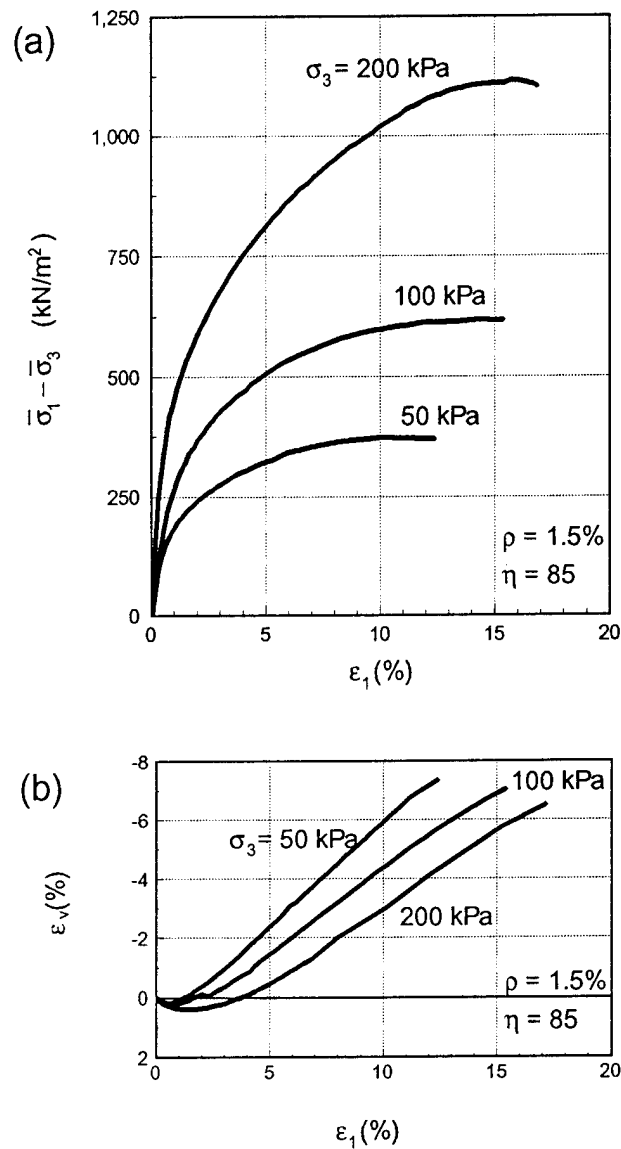 (a)
1,250
1,000
750
500
250
0
σ̅₁ – σ̅₃ (kN/m²)
σ₃ = 200 kPa
100 kPa
50 kPa
ρ = 1.5%
η = 85
0 5 10 15 20
ε₁(%)
(b)
-8
-6
-4
-2
0
2
εᵥ(%)
σ₃ = 50 kPa
100 kPa
200 kPa
ρ = 1.5%
η = 85
0 5 10 15 20
ε₁(%)